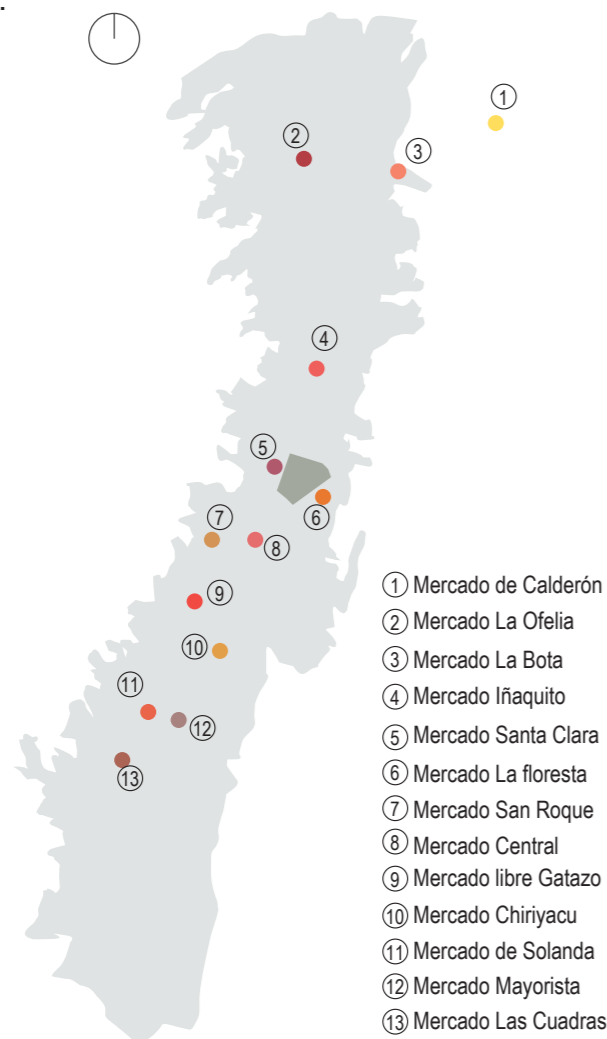 .
1
2
3
4
5
6
7
8
9
10
11
12
13
1 Mercado de Calderón
2 Mercado La Ofelia
3 Mercado La Bota
4 Mercado Iñaquito
5 Mercado Santa Clara
6 Mercado La floresta
7 Mercado San Roque
8 Mercado Central
9 Mercado libre Gatazo
10 Mercado Chiriyacu
11 Mercado de Solanda
12 Mercado Mayorista
13 Mercado Las Cuadras